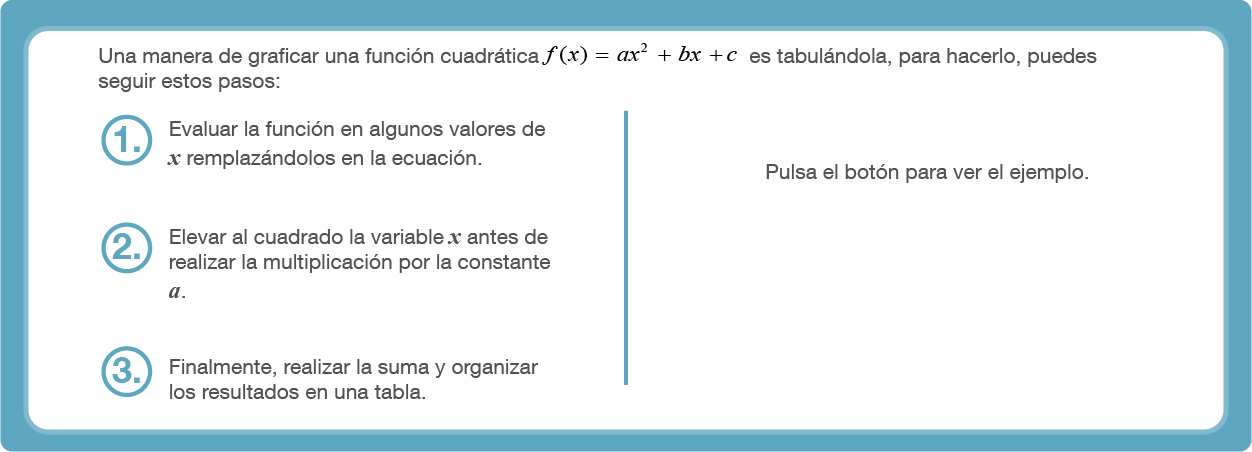 Una manera de graficar una función cuadrática f(x) = ax² + bx + c es tabulándola, para hacerlo, puedes
seguir estos pasos:
1.
Evaluar la función en algunos valores de
x remplazándolos en la ecuación.
2.
Elevar al cuadrado la variable x antes de
realizar la multiplicación por la constante
a.
3.
Finalmente, realizar la suma y organizar
los resultados en una tabla.
Pulsa el botón para ver el ejemplo.